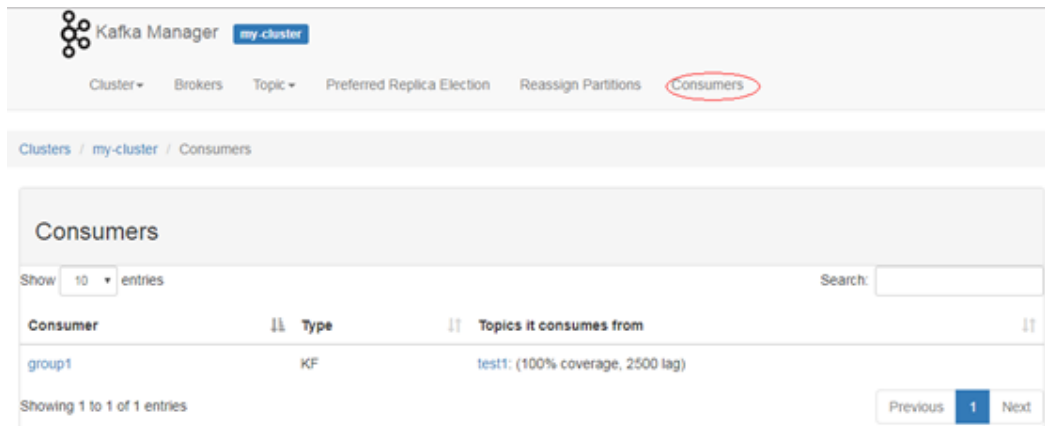 Kafka Manager my-cluster
Cluster Brokers Topic Preferred Replica Election Reassign Partitions Consumers
Clusters / my-cluster / Consumers
Consumers
Show 10 entries Search:
Consumer Type Topics it consumes from
group1 KF test1: (100% coverage, 2500 lag)
Showing 1 to 1 of 1 entries Previous 1 Next